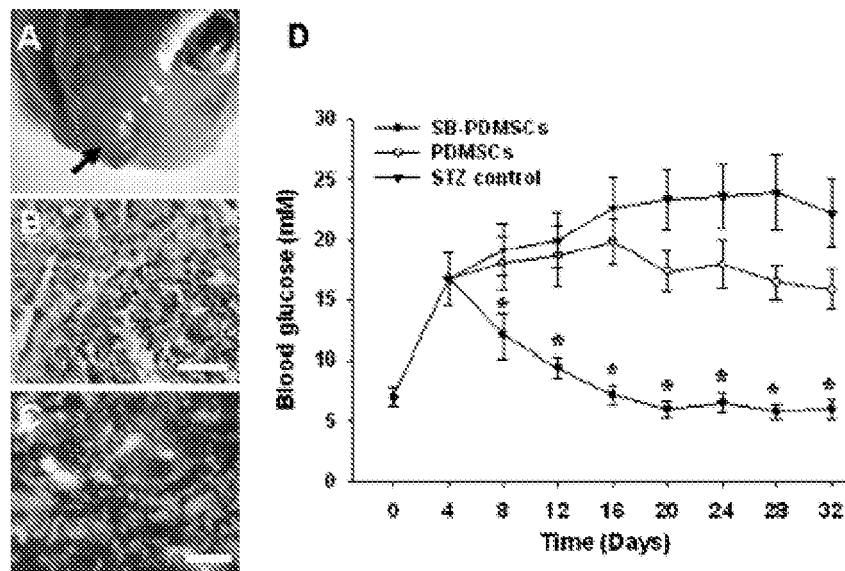 A
B
C
D
SB-PDMSCs
PDMSCs
STZ control
Blood glucose (mM)
30
25
20
15
10
5
0
* * * * * * *
0 4 8 12 16 20 24 28 32
Time (Days)